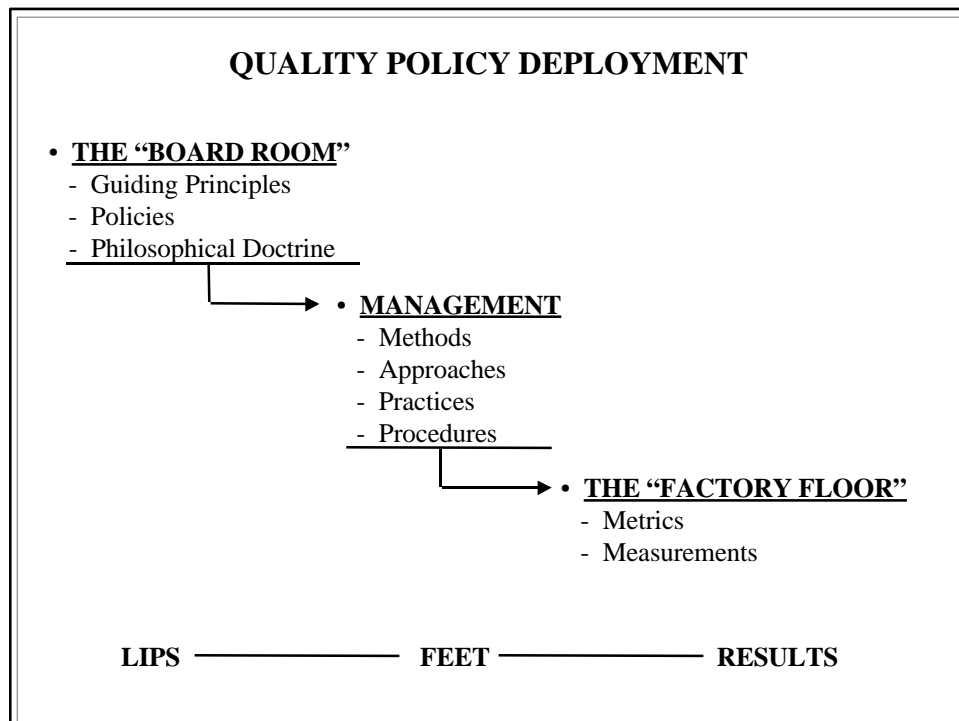 QUALITY POLICY DEPLOYMENT
• THE “BOARD ROOM”
- Guiding Principles
- Policies
- Philosophical Doctrine
• MANAGEMENT
- Methods
- Approaches
- Practices
- Procedures
• THE “FACTORY FLOOR”
- Metrics
- Measurements
LIPS FEET RESULTS